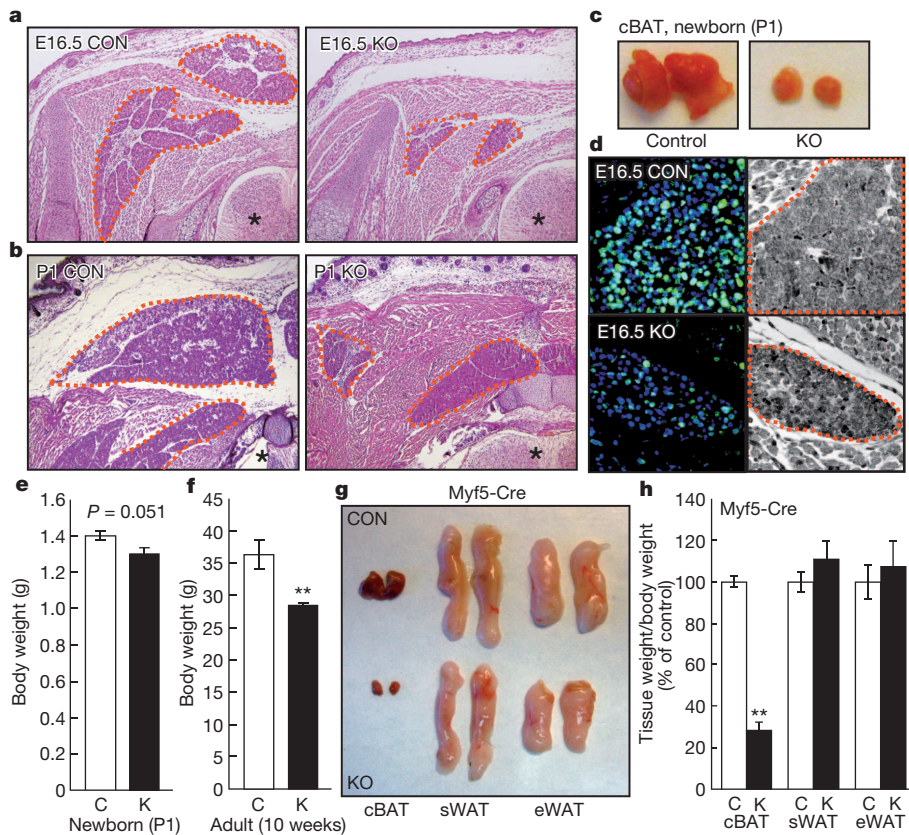 a
E16.5 CON
E16.5 KO
*
*
b
P1 CON
P1 KO
*
*
c
cBAT, newborn (P1)
Control
KO
d
E16.5 CON
E16.5 KO
e
Body weight (g)
1.6
1.4
1.2
1.0
0.8
0.6
0.4
0.2
0
P = 0.051
C
K
Newborn (P1)
f
Body weight (g)
45
40
35
30
25
20
15
10
5
0
**
C
K
Adult (10 weeks)
g
Myf5-Cre
CON
KO
cBAT
sWAT
eWAT
h
Tissue weight/body weight
(% of control)
140
120
100
80
60
40
20
0
Myf5-Cre
**
C K
C K
C K
cBAT
sWAT
eWAT